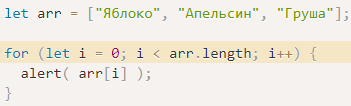 let arr = ["Яблоко", "Апельсин", "Груша"];
for (let i = 0; i < arr.length; i++) {
  alert( arr[i] );
}